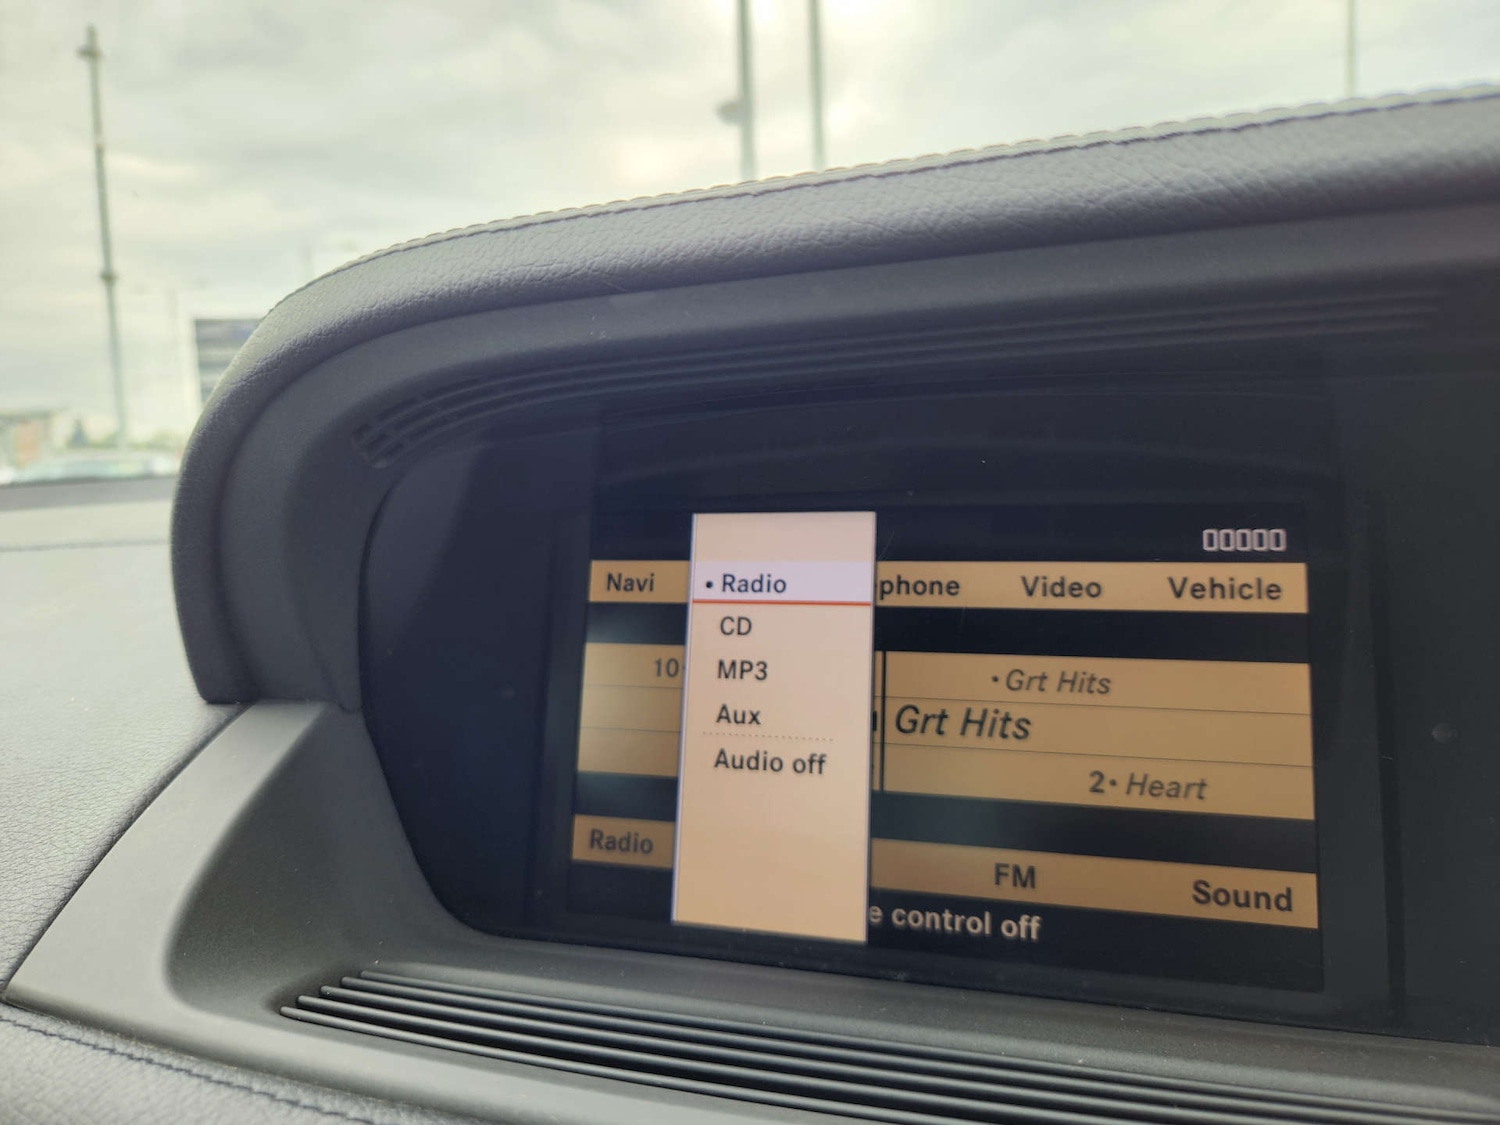 00000
Navi
phone Video Vehicle
• Radio
CD
MP3
Aux
Audio off
10
•Grt Hits
Grt Hits
2• Heart
Radio
FM
Sound
e control off